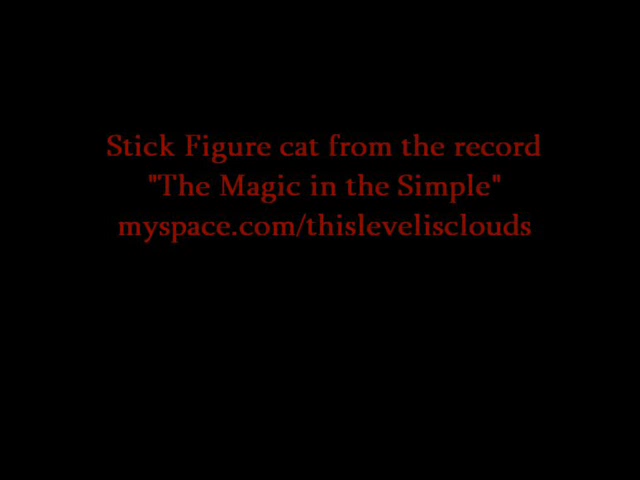 Stick Figure cat from the record
"The Magic in the Simple"
myspace.com/thislevelisclouds